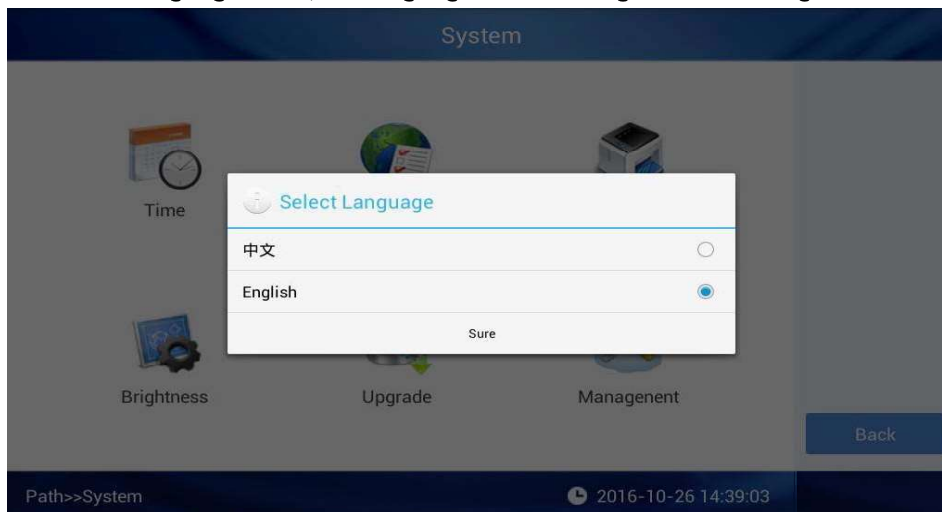 System
Time
Select Language
中文
English
Sure
Brightness
Upgrade
Managenent
Back
Path>>System
2016-10-26 14:39:03